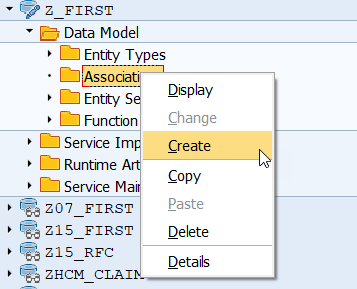 Z_FIRST
Data Model
Entity Types
Associati
Entity Se
Function
Service Imp
Runtime Art
Service Main
Z07_FIRST
Z15_FIRST
Z15_RFC
ZHCM_CLAIM
Display
Change
Create
Copy
Paste
Delete
Details